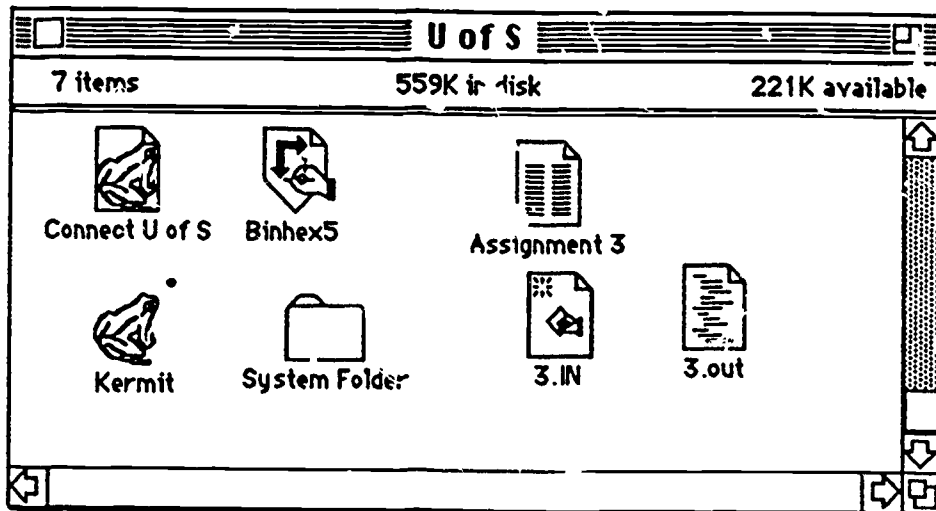 U of S
7 items 559K in disk 221K available
Connect U of S Binhex5 Assignment 3
Kermit System Folder 3.IN 3.out